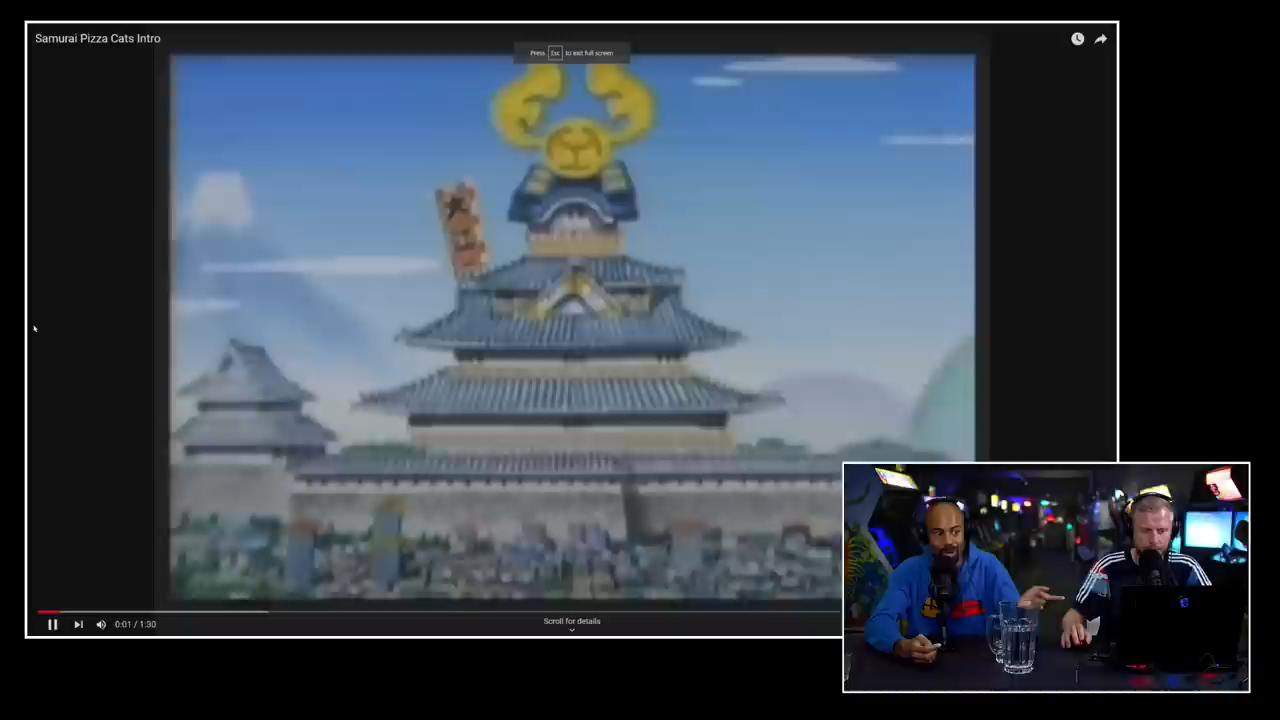 Samurai Pizza Cats Intro
Press Esc to exit full screen
0:01 / 1:30
Scroll for details